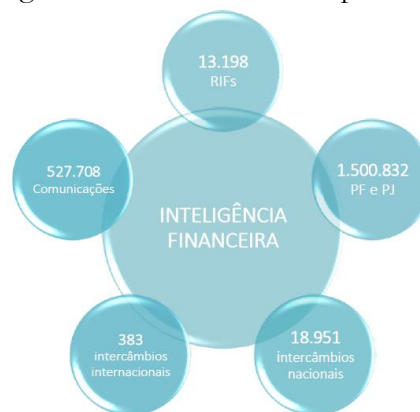 13.198
RIFs
527.708
Comunicações
1.500.832
PF e PJ
INTELIGÊNCIA
FINANCEIRA
383
intercâmbios
internacionais
18.951
intercâmbios
nacionais